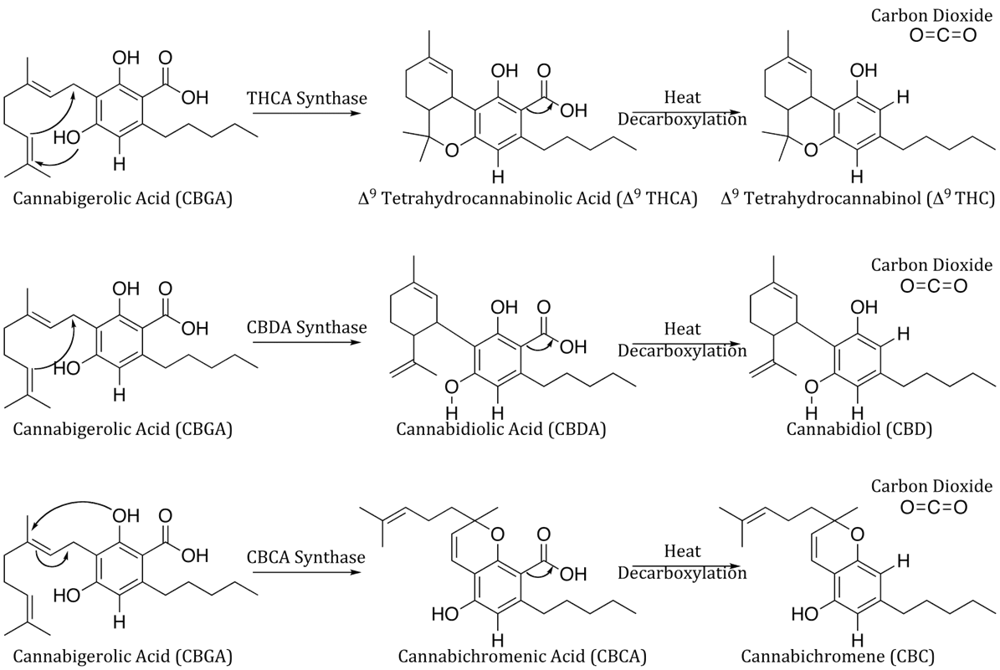 Carbon Dioxide
O=C=O
OH
O
OH
HO
H
THCA Synthase
OH
O
OH
O
H
Heat
Decarboxylation
OH
H
O
H
Cannabigerolic Acid (CBGA)
Δ⁹ Tetrahydrocannabinolic Acid (Δ⁹ THCA)
Δ⁹ Tetrahydrocannabinol (Δ⁹ THC)
Carbon Dioxide
O=C=O
OH
O
OH
HO
H
CBDA Synthase
OH
O
OH
O
H
H
Heat
Decarboxylation
OH
H
O
H
H
Cannabigerolic Acid (CBGA)
Cannabidiolic Acid (CBDA)
Cannabidiol (CBD)
Carbon Dioxide
O=C=O
OH
O
OH
HO
H
CBCA Synthase
O
O
OH
HO
H
Heat
Decarboxylation
O
H
HO
H
Cannabigerolic Acid (CBGA)
Cannabichromenic Acid (CBCA)
Cannabichromene (CBC)